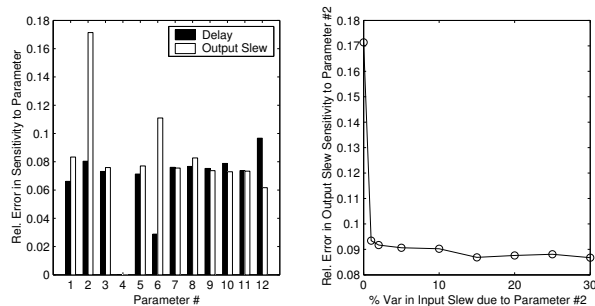 Rel. Error in Sensitivity to Parameter
0.18
0.16
0.14
0.12
0.1
0.08
0.06
0.04
0.02
0
Delay
Output Slew
1 2 3 4 5 6 7 8 9 10 11 12
Parameter #
Rel. Error in Output Slew Sensitivity to Parameter #2
0.18
0.17
0.16
0.15
0.14
0.13
0.12
0.11
0.1
0.09
0.08
0 10 20 30
% Var in Input Slew due to Parameter #2